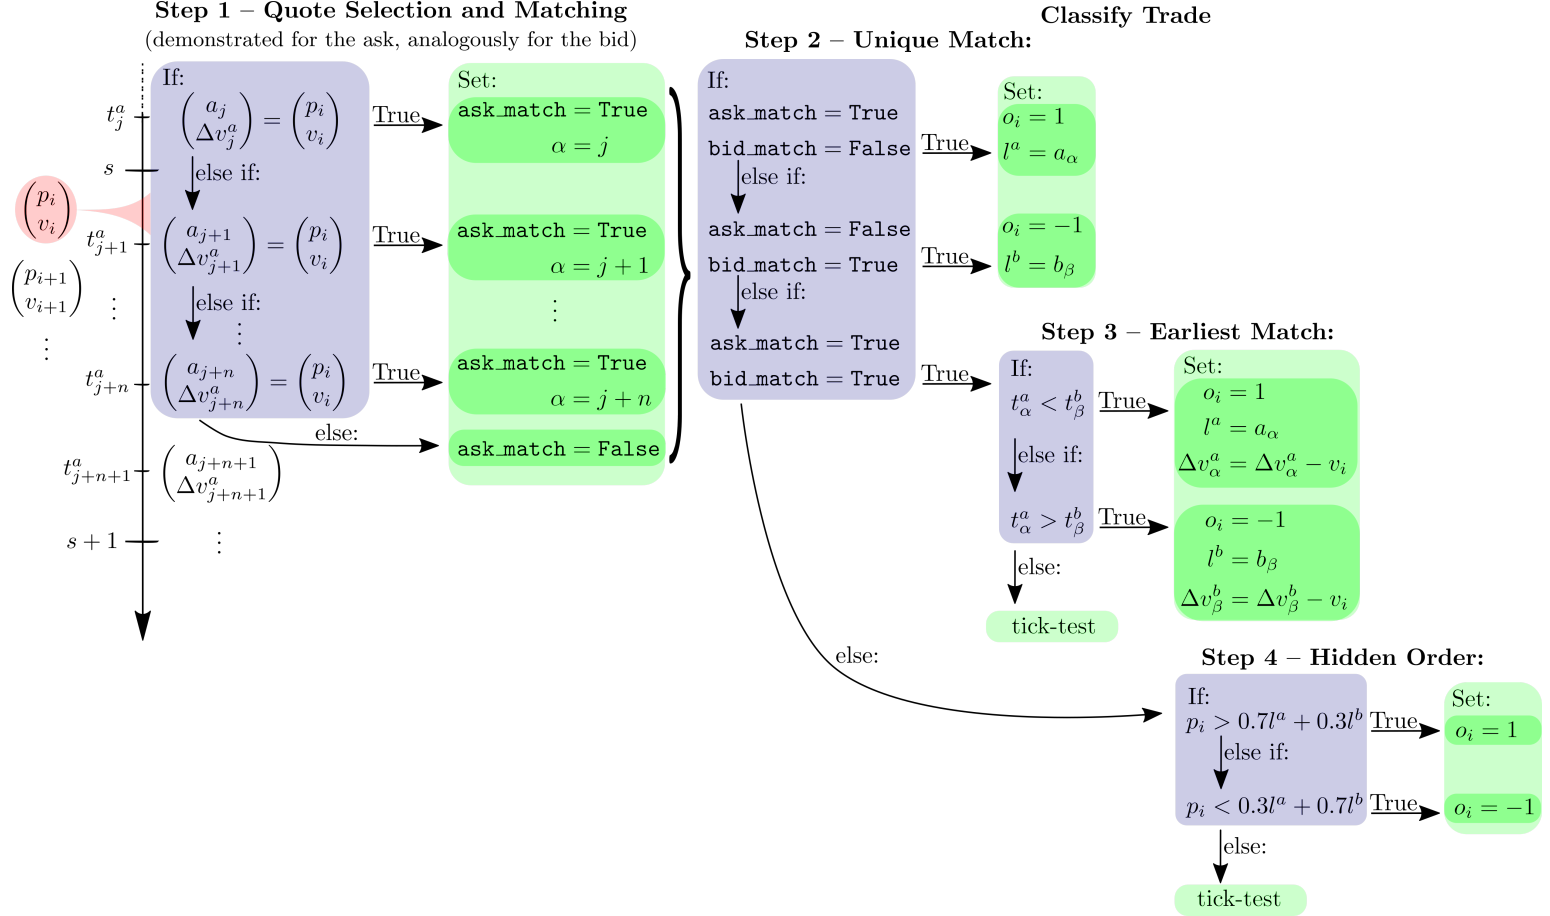 Step 1 – Quote Selection and Matching
(demonstrated for the ask, analogously for the bid)
t^a_j
s
(p_i v_i)
t^a_{j+1}
(p_{i+1} v_{i+1})
⋮
⋮
t^a_{j+n}
t^a_{j+n+1}
s + 1
If:
(a_j Δv^a_j) = (p_i v_i)
True
else if:
(a_{j+1} Δv^a_{j+1}) = (p_i v_i)
True
else if:
⋮
(a_{j+n} Δv^a_{j+n}) = (p_i v_i)
True
else:
(a_{j+n+1} Δv^a_{j+n+1})
⋮
Set:
ask_match = True
α = j
ask_match = True
α = j + 1
⋮
ask_match = True
α = j + n
ask_match = False
Classify Trade
Step 2 – Unique Match:
If:
ask_match = True
bid_match = False
True
else if:
ask_match = False
bid_match = True
True
else if:
ask_match = True
bid_match = True
True
else:
Set:
o_i = 1
l^a = a_α
o_i = −1
l^b = b_β
Step 3 – Earliest Match:
If:
t^a_α < t^b_β
True
else if:
t^a_α > t^b_β
True
else:
tick-test
Set:
o_i = 1
l^a = a_α
Δv^a_α = Δv^a_α − v_i
o_i = −1
l^b = b_β
Δv^b_β = Δv^b_β − v_i
Step 4 – Hidden Order:
If:
p_i > 0.7l^a + 0.3l^b
True
else if:
p_i < 0.3l^a + 0.7l^b
True
else:
tick-test
Set:
o_i = 1
o_i = −1